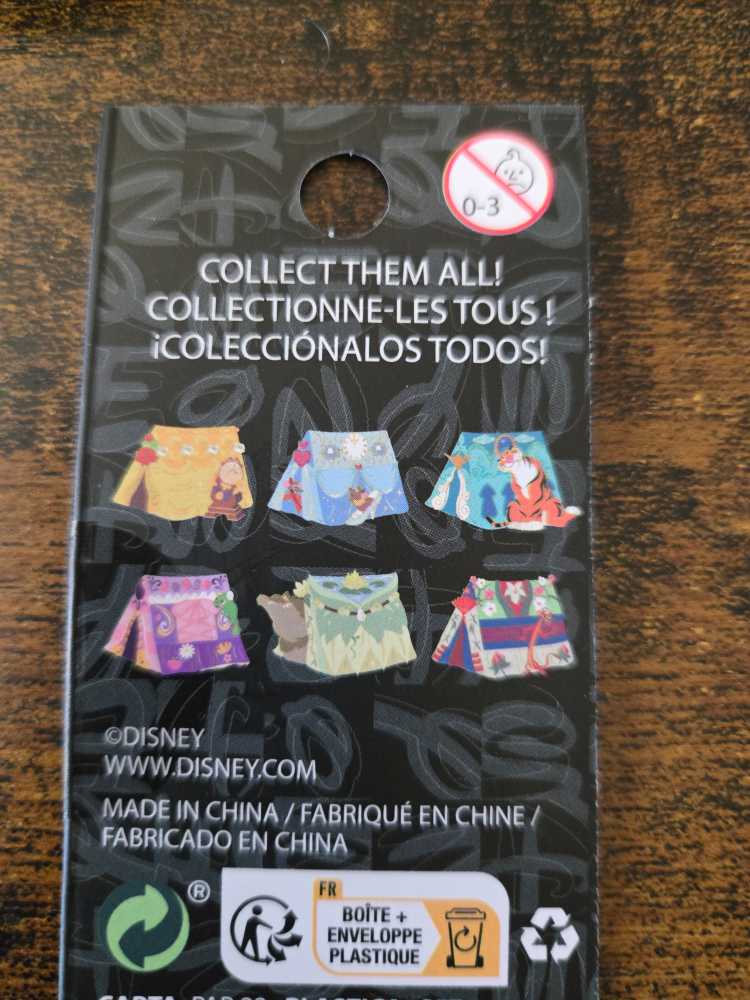 0-3
COLLECT THEM ALL!
COLLECTIONNE-LES TOUS !
¡COLECCIÓNALOS TODOS!
©DISNEY
WWW.DISNEY.COM
MADE IN CHINA / FABRIQUÉ EN CHINE /
FABRICADO EN CHINA
®
FR
BOÎTE +
ENVELOPPE
PLASTIQUE